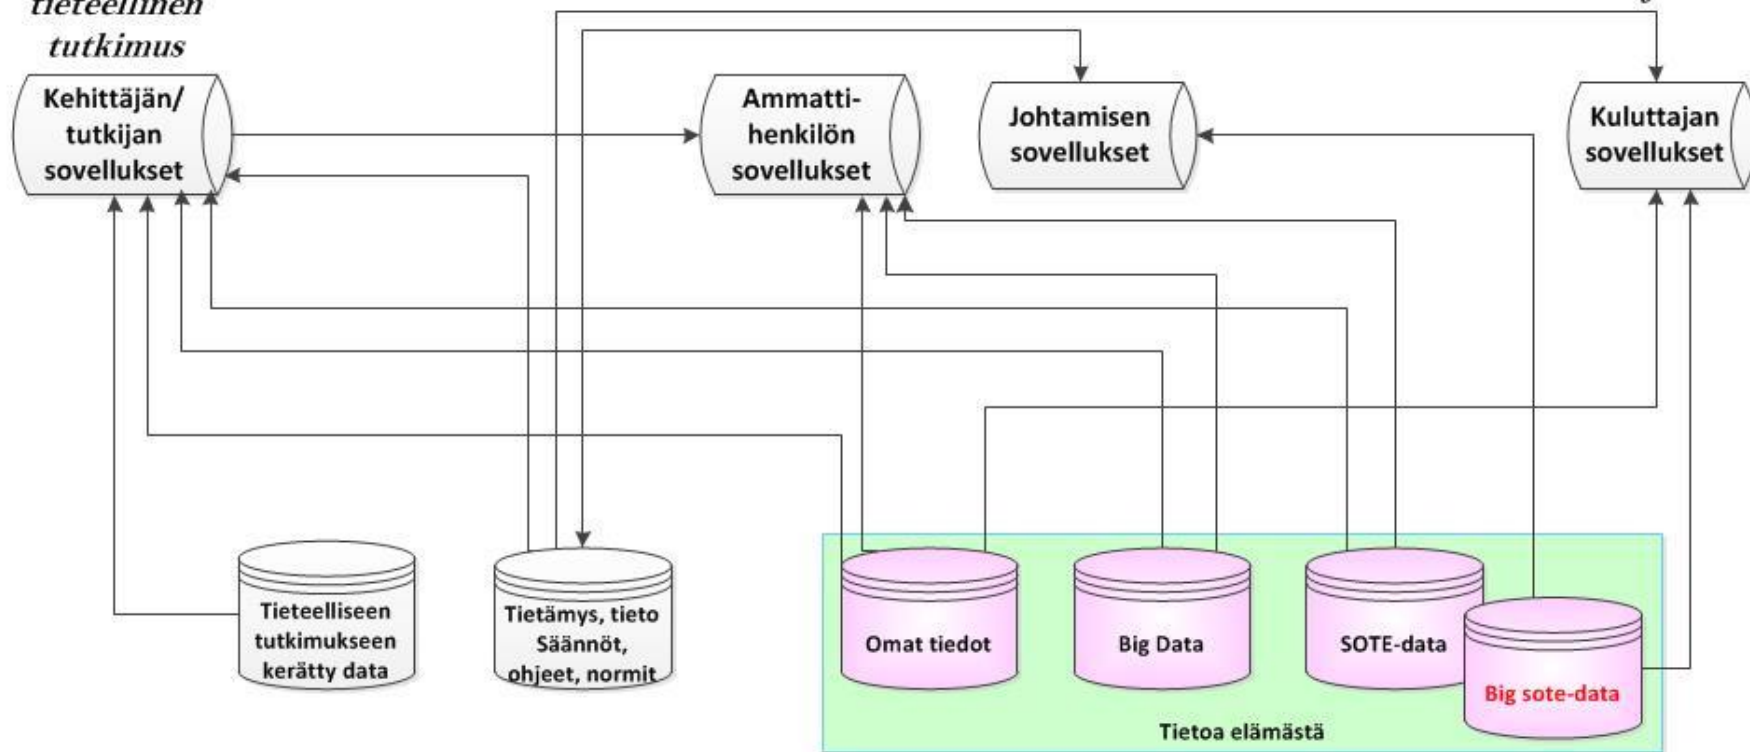 tieteellinen
tutkimus
Kehittäjän/
tutkijan
sovellukset
Ammatti-
henkilön
sovellukset
Johtamisen
sovellukset
Kuluttajan
sovellukset
Tieteelliseen
tutkimukseen
kerätty data
Tietämys, tieto
Säännöt,
ohjeet, normit
Omat tiedot
Big Data
SOTE-data
Big sote-data
Tietoa elämästä